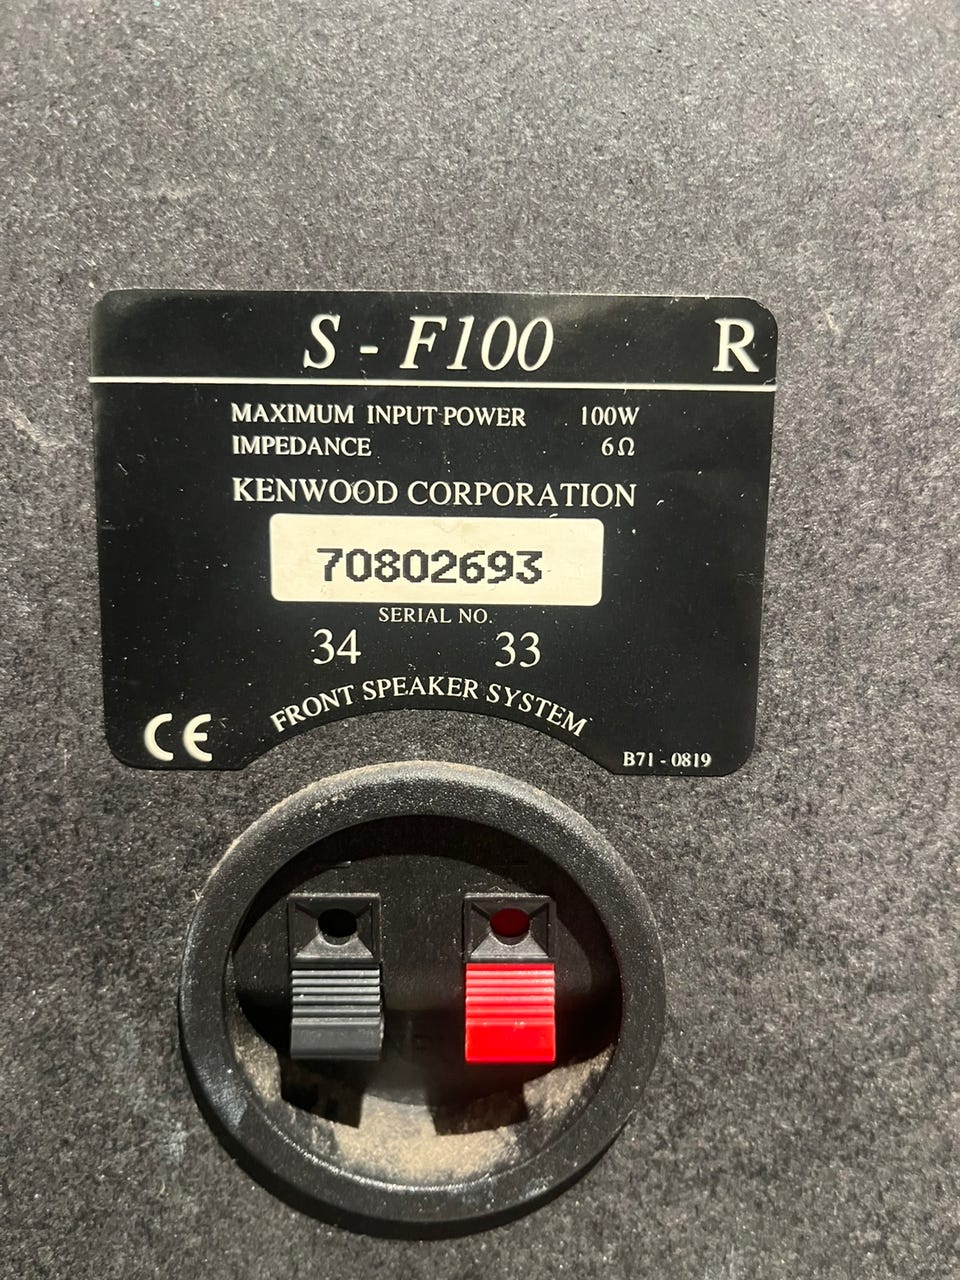 S - F100 R
MAXIMUM INPUT POWER 100W
IMPEDANCE 6Ω
KENWOOD CORPORATION
70802693
SERIAL NO.
34 33
FRONT SPEAKER SYSTEM
CE
B71 - 0819